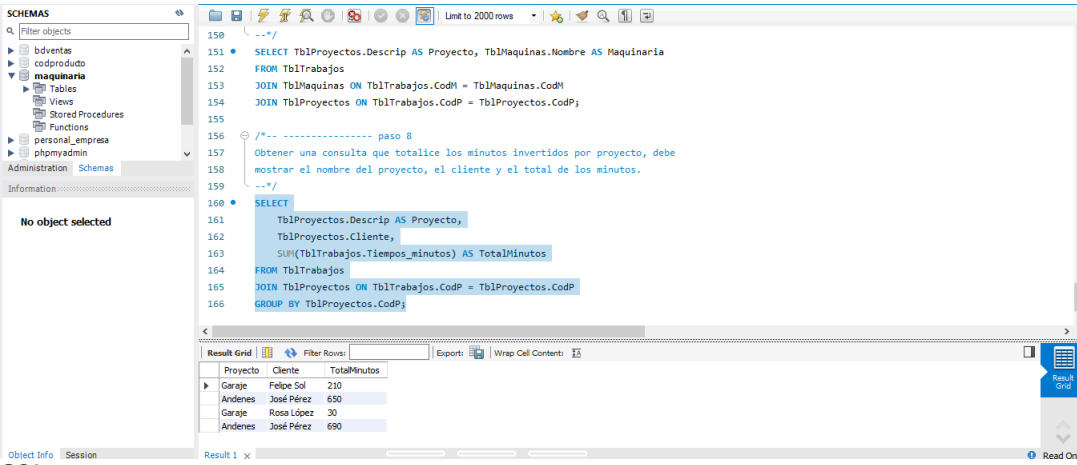 SCHEMAS
Filter objects
bdventas
codproducto
maquinaria
Tables
Views
Stored Procedures
Functions
personal_empresa
phpmyadmin
Administration Schemas
Information
No object selected
Object Info Session
Limit to 2000 rows
150 --*/
151 SELECT TblProyectos.Descrip AS Proyecto, TblMaquinas.Nombre AS Maquinaria
152 FROM TblTrabajos
153 JOIN TblMaquinas ON TblTrabajos.CodM = TblMaquinas.CodM
154 JOIN TblProyectos ON TblTrabajos.CodP = TblProyectos.CodP;
155
156 /*-- ---------------- paso 8
157 Obtener una consulta que totalice los minutos invertidos por proyecto, debe
158 mostrar el nombre del proyecto, el cliente y el total de los minutos.
159 --*/
160 SELECT
161 TblProyectos.Descrip AS Proyecto,
162 TblProyectos.Cliente,
163 SUM(TblTrabajos.Tiempos_minutos) AS TotalMinutos
164 FROM TblTrabajos
165 JOIN TblProyectos ON TblTrabajos.CodP = TblProyectos.CodP
166 GROUP BY TblProyectos.CodP;
Result Grid Filter Rows: Export: Wrap Cell Content:
Proyecto Cliente TotalMinutos
Garaje Felipe Sol 210
Andenes José Pérez 650
Garaje Rosa López 30
Andenes José Pérez 690
Result
Grid
Result 1
Read On